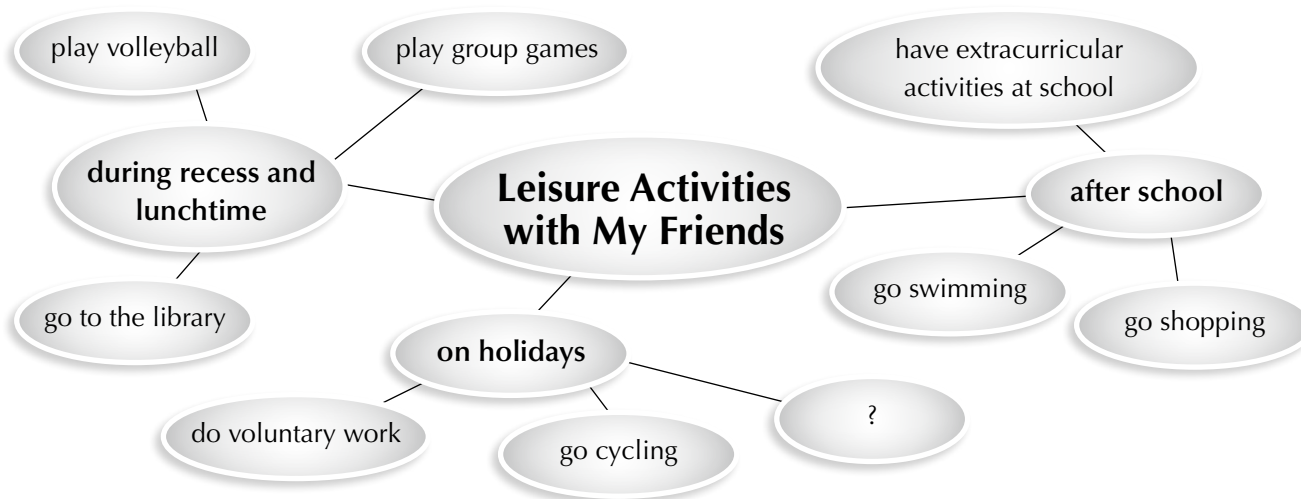 Leisure Activities
with My Friends
during recess and
lunchtime
play volleyball
play group games
go to the library
on holidays
do voluntary work
go cycling
?
after school
have extracurricular
activities at school
go swimming
go shopping